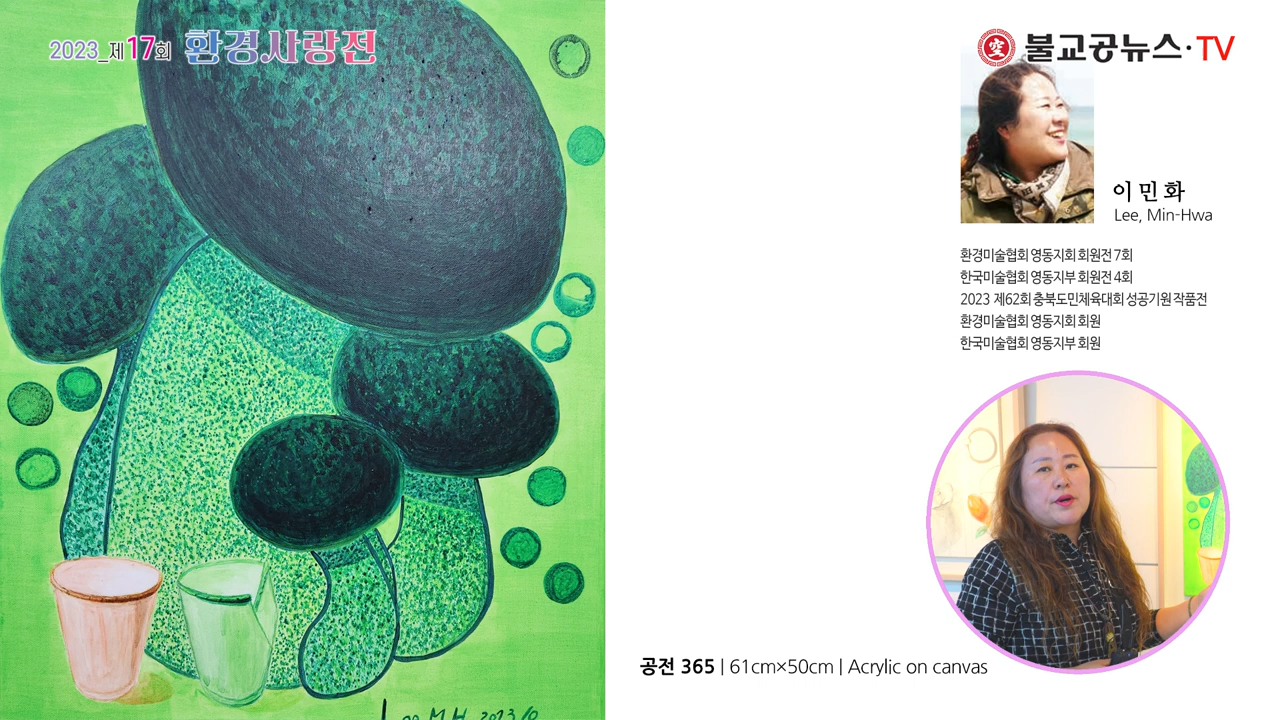 2023_제17회 환경.사랑전
空 불교공뉴스·TV
이민화
Lee, Min-Hwa
환경미술협회 영동지회 회원전 7회
한국미술협회 영동지부 회원전 4회
2023 제62회 충북도민체육대회 성공기원 작품전
환경미술협회 영동지회 회원
한국미술협회 영동지부 회원
공전 365 | 61cm×50cm | Acrylic on canvas
Lee M H 2023.10